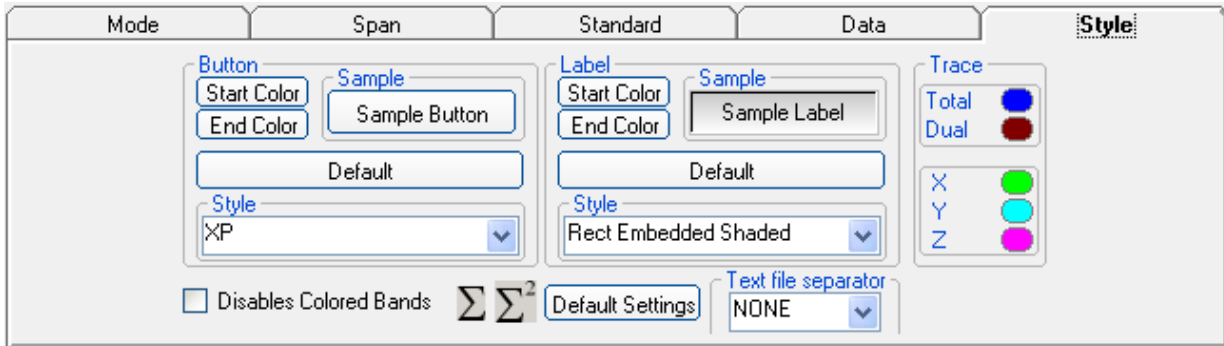 Mode Span Standard Data Style
Button
Start Color
End Color
Sample
Sample Button
Default
Style
XP
Label
Start Color
End Color
Sample
Sample Label
Default
Style
Rect Embedded Shaded
Trace
Total
Dual
X
Y
Z
Disables Colored Bands
Σ Σ²
Default Settings
Text file separator
NONE